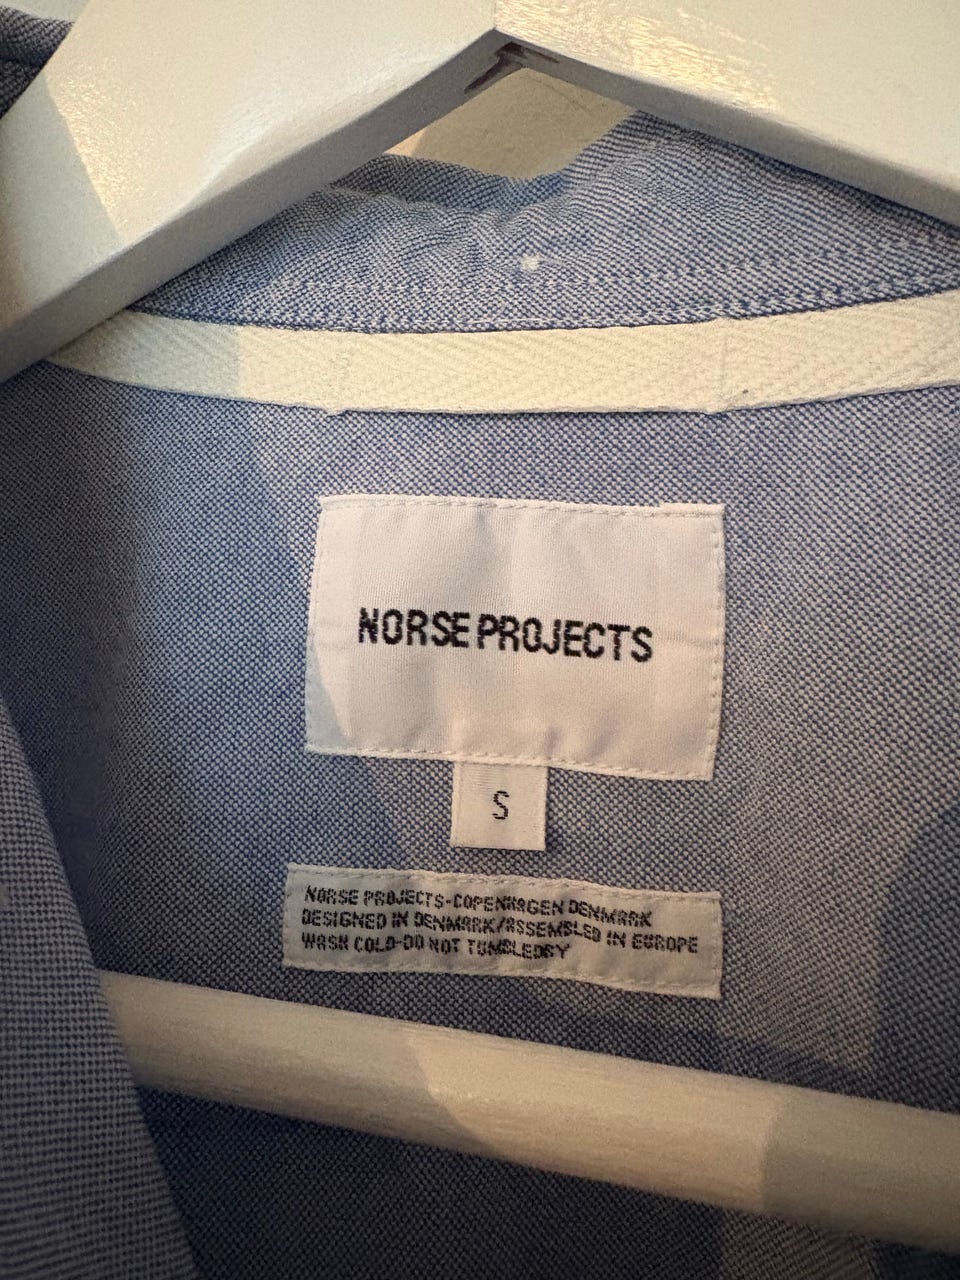 NORSE PROJECTS
S
NORSE PROJECTS-COPENHAGEN DENMARK
DESIGNED IN DENMARK/ASSEMBLED IN EUROPE
WASH COLD-DO NOT TUMBLEDRY